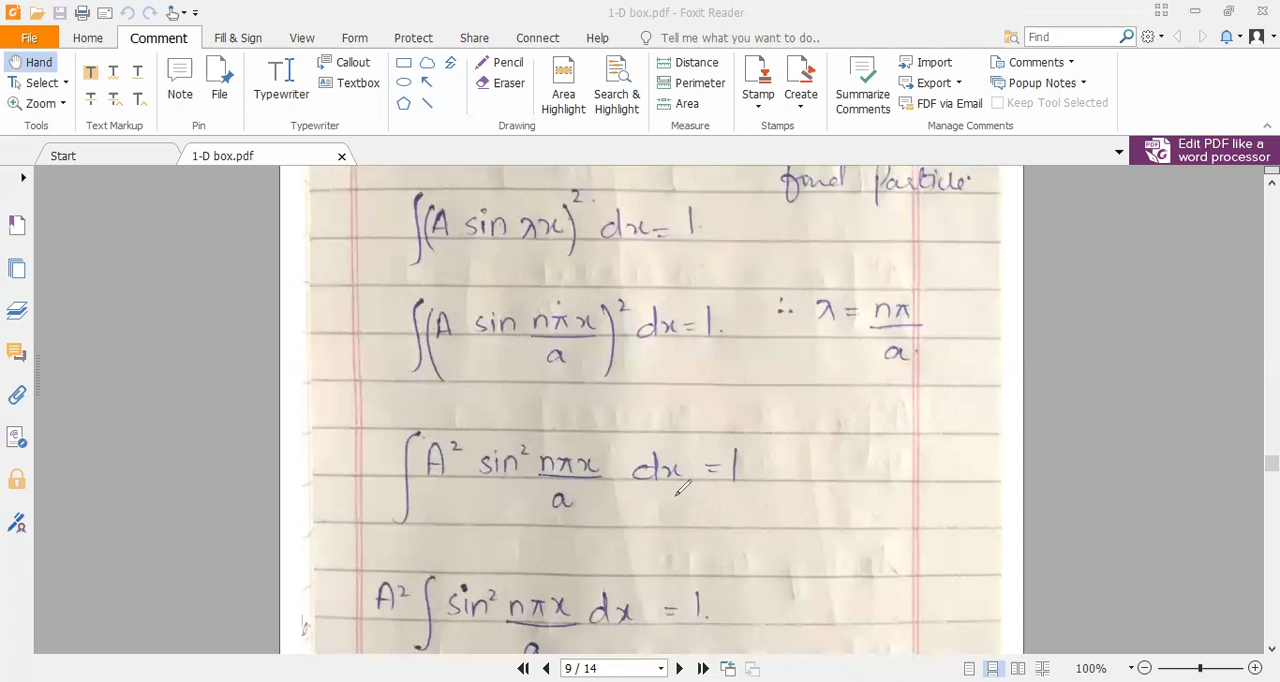 1-D box.pdf - Foxit Reader
File Home Comment Fill & Sign View Form Protect Share Connect Help Tell me what you want to do.. Find
Hand
Select
Zoom
Tools
T T T
T T T
Text Markup
Note
File
Pin
Typewriter
Callout
Textbox
Typewriter
Pencil
Eraser
Area Highlight
Search & Highlight
Drawing
Distance
Perimeter
Area
Measure
Stamp
Create
Stamps
Summarize Comments
Import
Export
FDF via Email
Comments
Popup Notes
Keep Tool Selected
Manage Comments
Start
1-D box.pdf
Edit PDF like a
word processor
particle.
∫(A sin λx)² dx = 1.
∫(A sin nπx/a)² dx = 1. ∴ λ = nπ/a.
∫ A² sin² nπx/a dx = 1
A² ∫ sin² nπx/a dx = 1.
9 / 14
100%